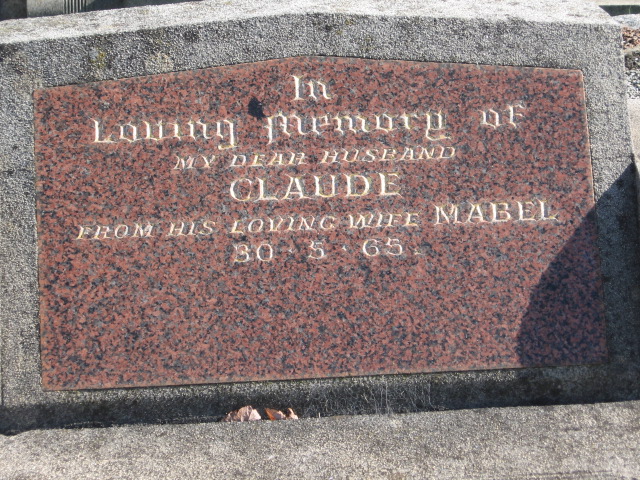 In
Loving Memory of
MY DEAR HUSBAND
CLAUDE
FROM HIS LOVING WIFE MABEL
30 · 5 · 65.